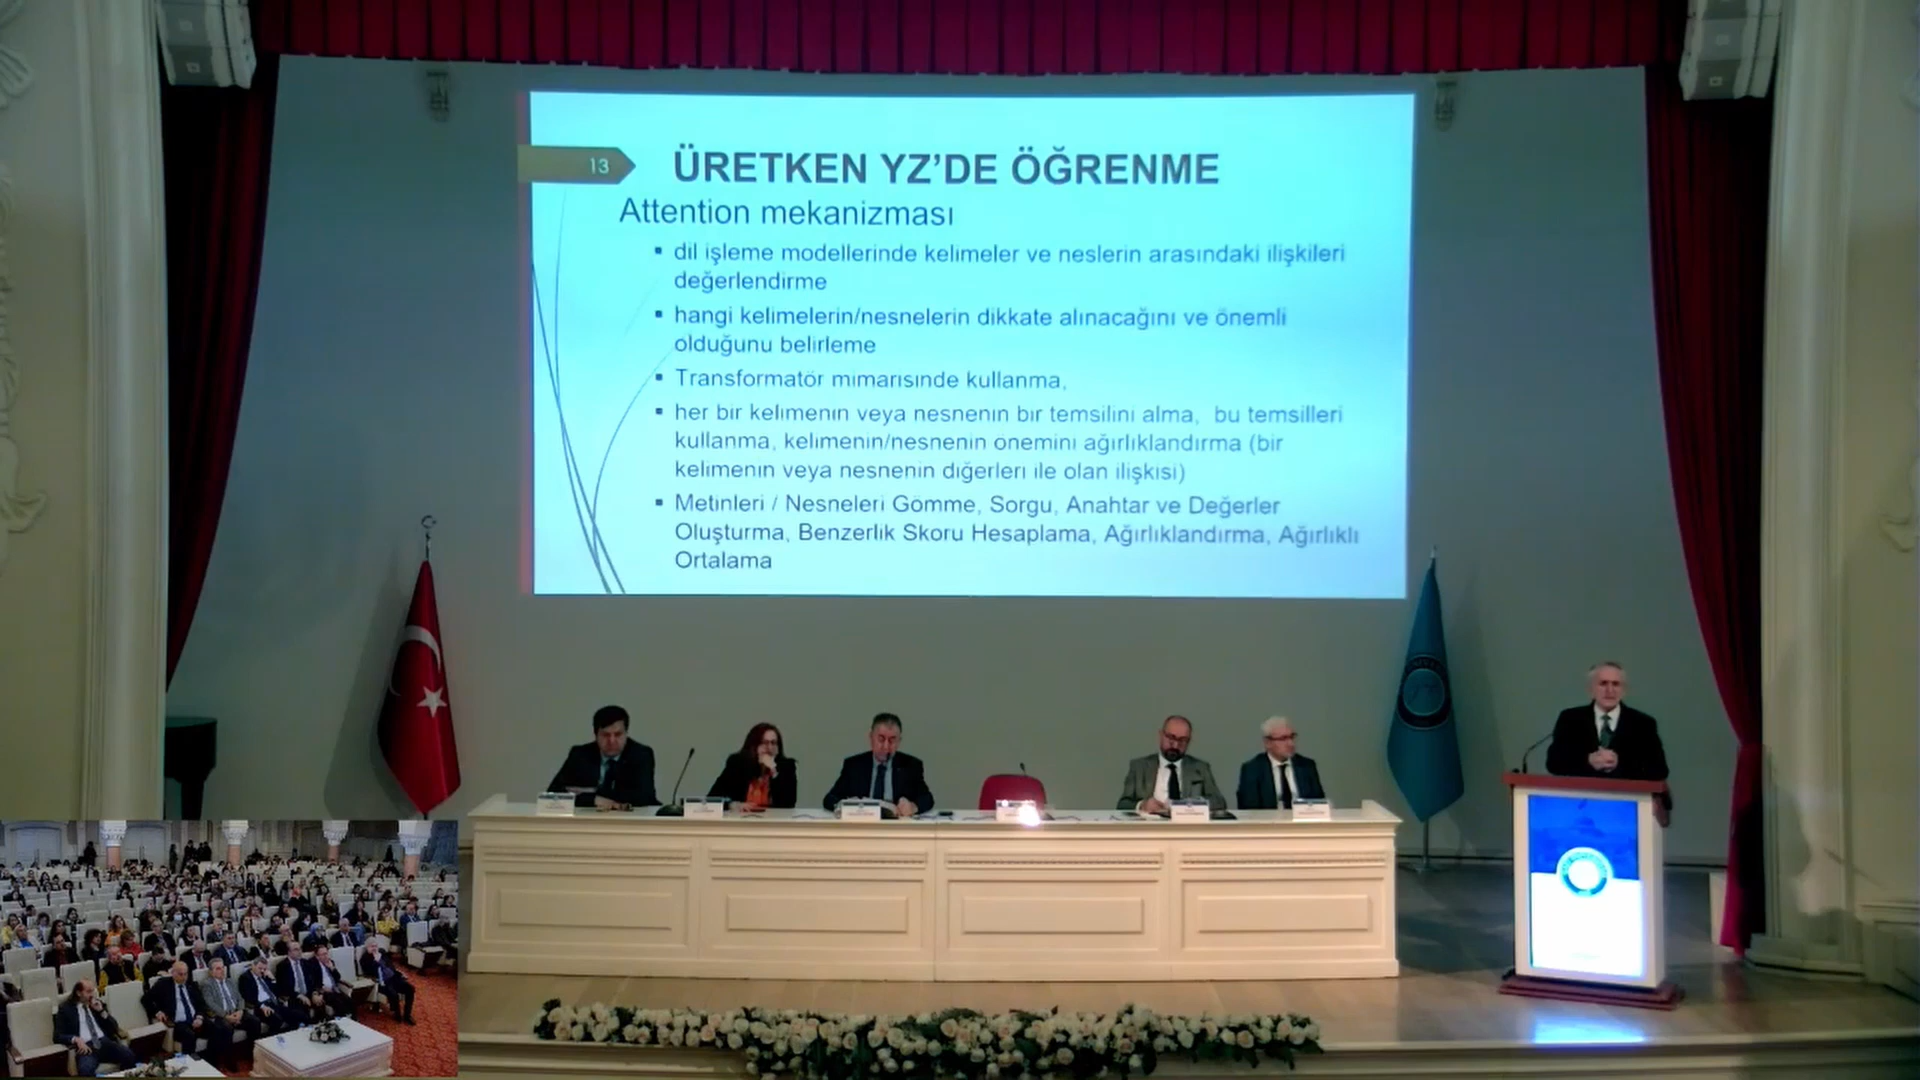 13
ÜRETKEN YZ’DE ÖĞRENME
Attention mekanizması
▪ dil işleme modellerinde kelimeler ve neslerin arasındaki ilişkileri
değerlendirme
▪ hangi kelimelerin/nesnelerin dikkate alınacağını ve önemli
olduğunu belirleme
▪ Transformatör mimarisinde kullanma,
▪ her bir kelimenin veya nesnenin bir temsilini alma, bu temsilleri
kullanma, kelimenin/nesnenin önemini ağırlıklandırma (bir
kelimenin veya nesnenin diğerleri ile olan ilişkisi)
▪ Metinleri / Nesneleri Gömme, Sorgu, Anahtar ve Değerler
Oluşturma, Benzerlik Skoru Hesaplama, Ağırlıklandırma, Ağırlıklı
Ortalama